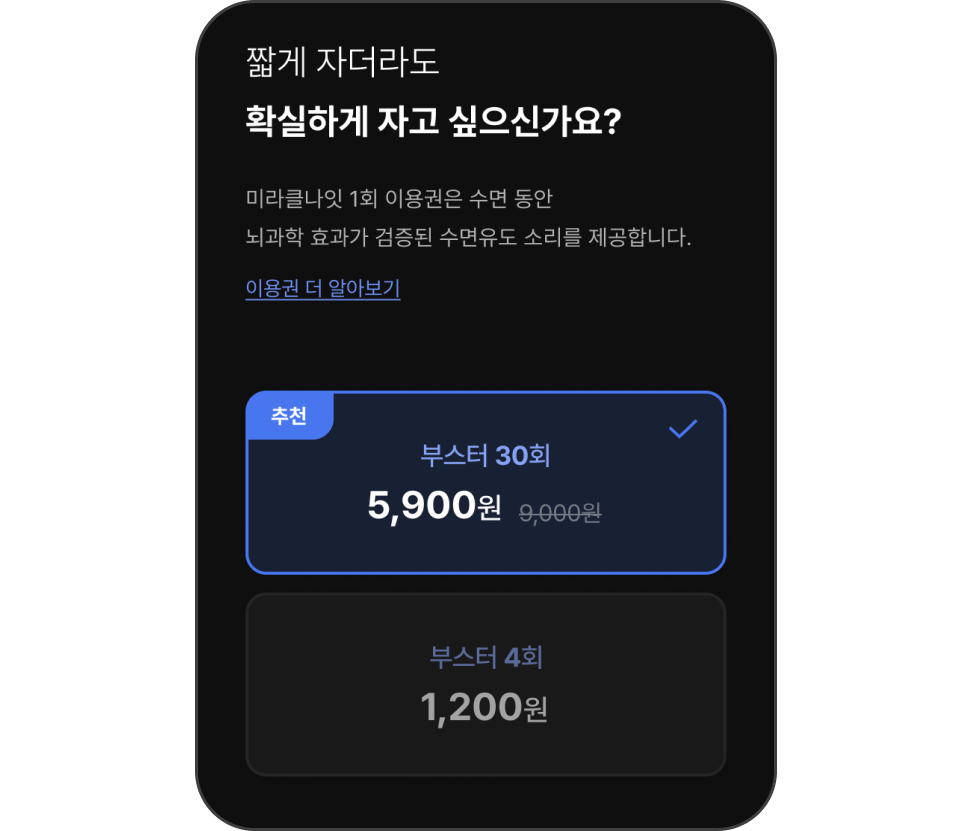 짧게 자더라도
확실하게 자고 싶으신가요?
미라클나잇 1회 이용권은 수면 동안
뇌과학 효과가 검증된 수면유도 소리를 제공합니다.
이용권 더 알아보기
추천
부스터 30회
5,900원 9,000원
부스터 4회
1,200원